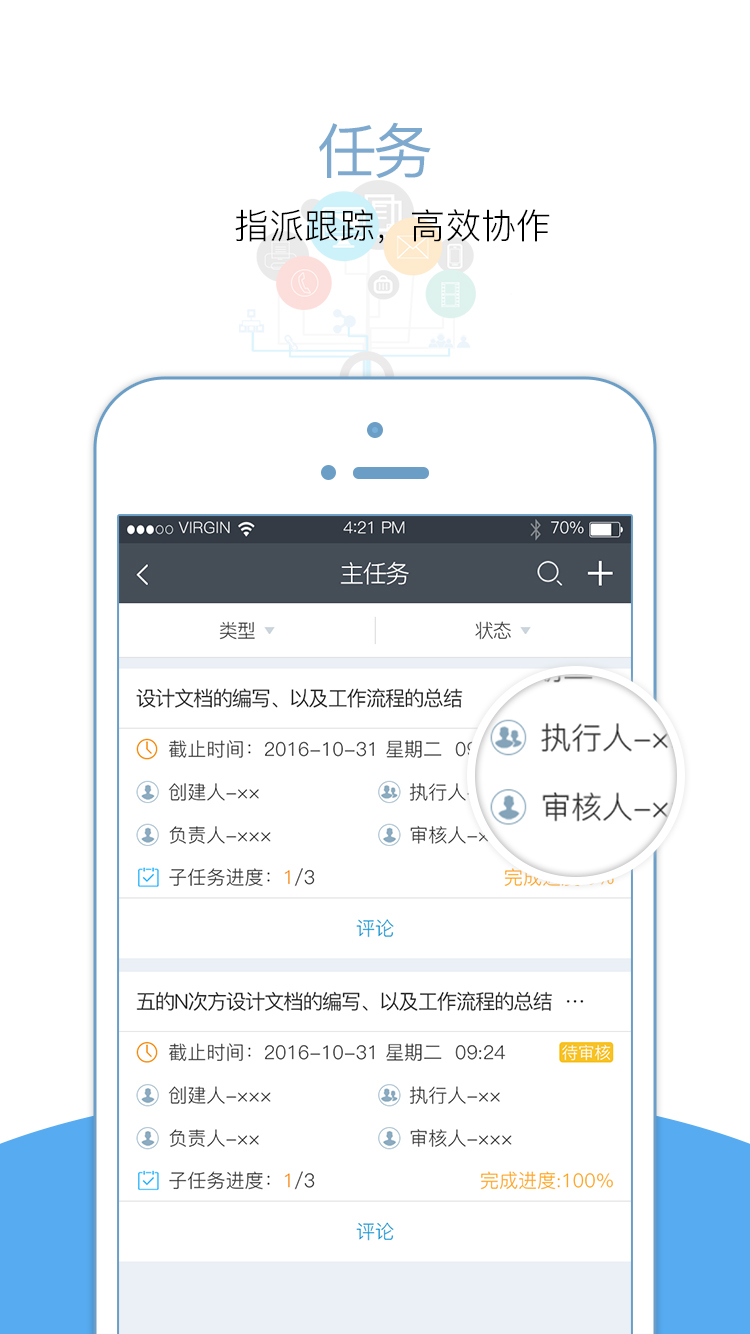 任务
指派跟踪，高效协作
VIRGIN 4:21 PM 70%
主任务
类型 状态
设计文档的编写、以及工作流程的总结
截止时间：2016-10-31 星期二
创建人-×× 执行人-
负责人-××× 审核人-×
执行人-×
审核人-×
子任务进度：1/3 完成
评论
五的N次方设计文档的编写、以及工作流程的总结 ...
截止时间：2016-10-31 星期二 09:24 待审核
创建人-××× 执行人-××
负责人-×× 审核人-×××
子任务进度：1/3 完成进度:100%
评论